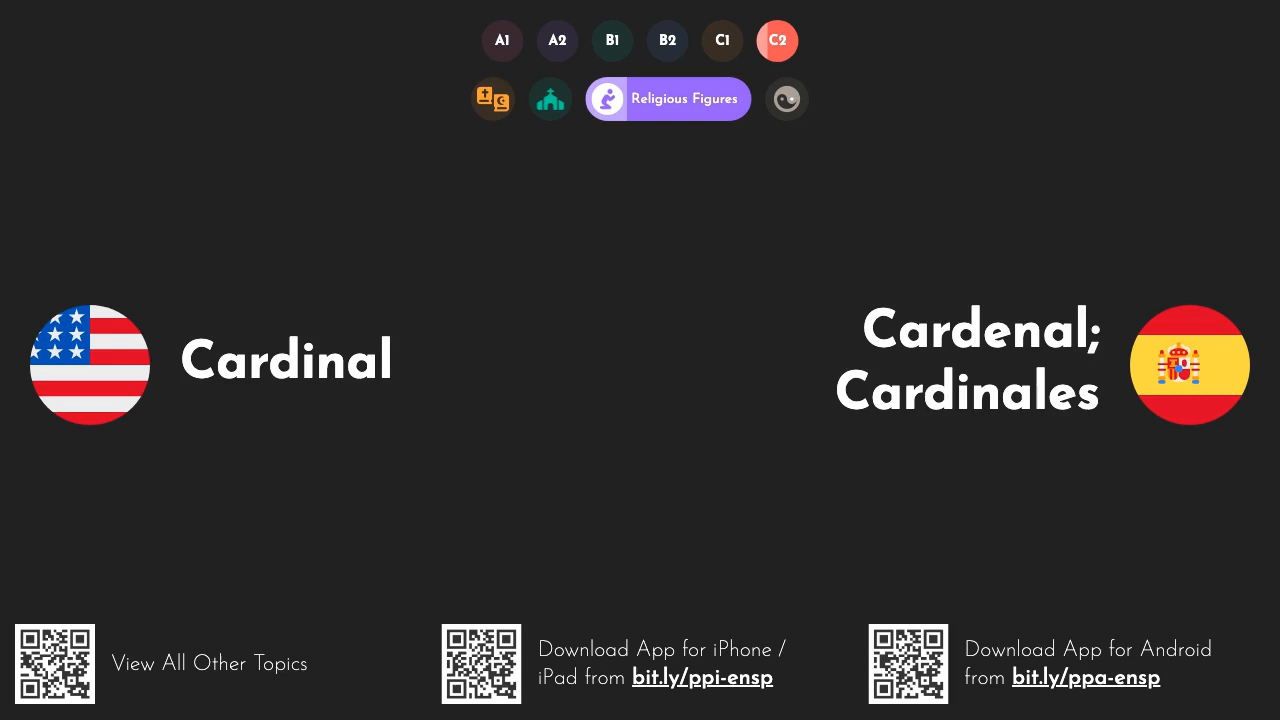 A1 A2 B1 B2 C1 C2
Religious Figures
Cardinal
Cardenal;
Cardinales
View All Other Topics
Download App for iPhone /
iPad from bit.ly/ppi-ensp
Download App for Android
from bit.ly/ppa-ensp